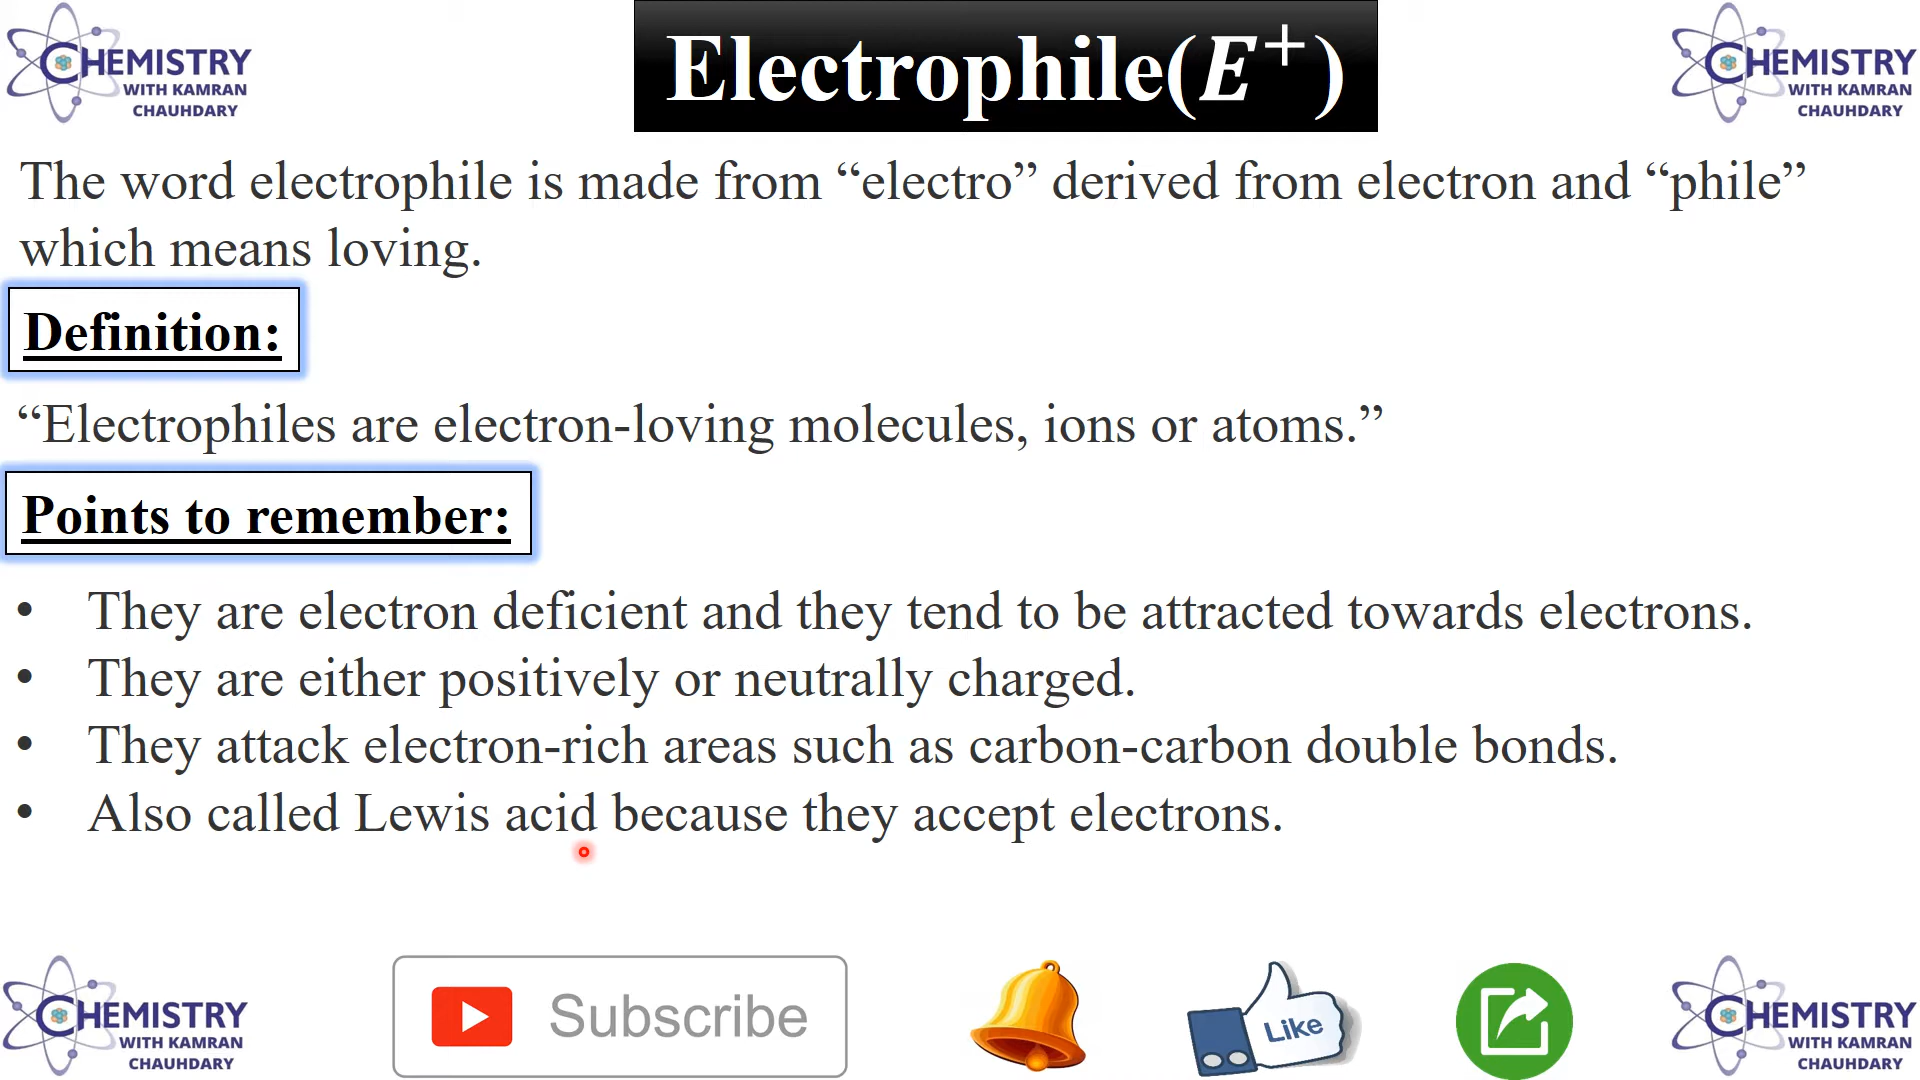 CHEMISTRY
WITH KAMRAN
CHAUHDARY
Electrophile(E⁺)
CHEMISTRY
WITH KAMRAN
CHAUHDARY
The word electrophile is made from “electro” derived from electron and “phile”
which means loving.
Definition:
“Electrophiles are electron-loving molecules, ions or atoms.”
Points to remember:
• They are electron deficient and they tend to be attracted towards electrons.
• They are either positively or neutrally charged.
• They attack electron-rich areas such as carbon-carbon double bonds.
• Also called Lewis acid because they accept electrons.
CHEMISTRY
WITH KAMRAN
CHAUHDARY
Subscribe
Like
CHEMISTRY
WITH KAMRAN
CHAUHDARY